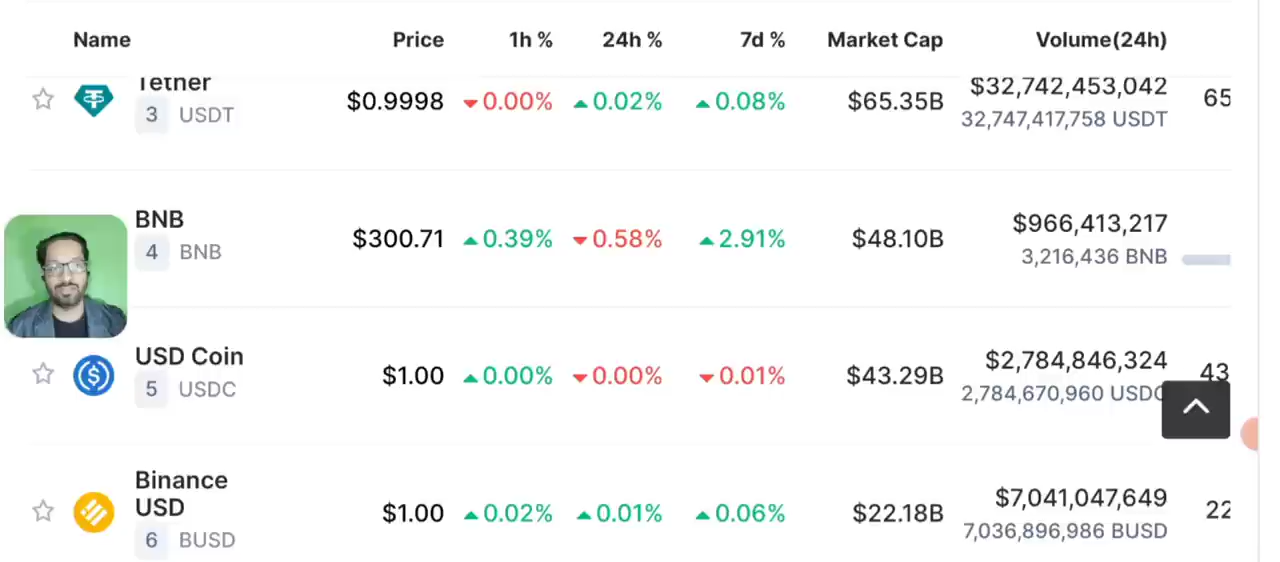 Name Price 1h % 24h % 7d % Market Cap Volume(24h)
Tether $0.9998 0.00% 0.02% 0.08% $65.35B $32,742,453,042 65
3 USDT 32,747,417,758 USDT
BNB $300.71 0.39% 0.58% 2.91% $48.10B $966,413,217
4 BNB 3,216,436 BNB
USD Coin $1.00 0.00% 0.00% 0.01% $43.29B $2,784,846,324 43
5 USDC 2,784,670,960 USDC
Binance
USD $1.00 0.02% 0.01% 0.06% $22.18B $7,041,047,649 22
6 BUSD 7,036,896,986 BUSD